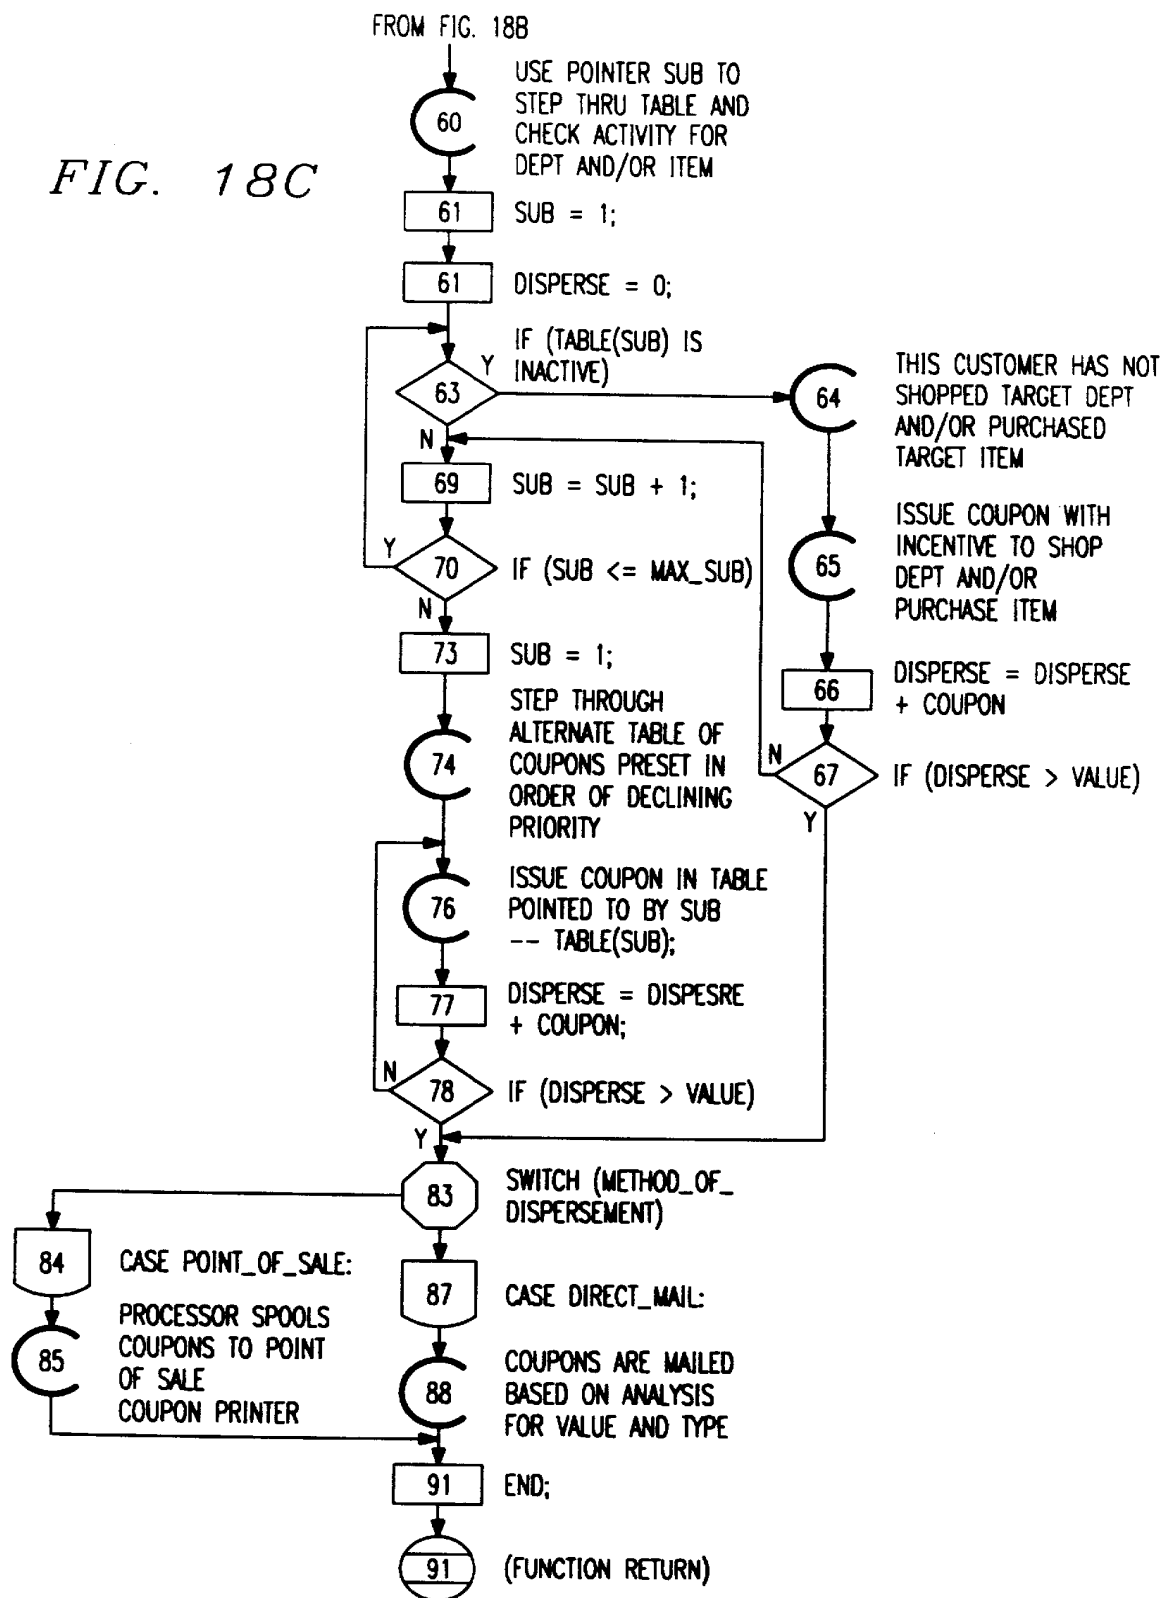 FROM FIG. 18B
FIG. 18C
60
USE POINTER SUB TO
STEP THRU TABLE AND
CHECK ACTIVITY FOR
DEPT AND/OR ITEM
61
SUB = 1;
61
DISPERSE = 0;
IF (TABLE(SUB) IS
INACTIVE)
Y
63
N
64
THIS CUSTOMER HAS NOT
SHOPPED TARGET DEPT
AND/OR PURCHASED
TARGET ITEM
69
SUB = SUB + 1;
65
ISSUE COUPON WITH
INCENTIVE TO SHOP
DEPT AND/OR
PURCHASE ITEM
Y
70
IF (SUB <= MAX_SUB)
N
73
SUB = 1;
66
DISPERSE = DISPERSE
+ COUPON
74
STEP THROUGH
ALTERNATE TABLE OF
COUPONS PRESET IN
ORDER OF DECLINING
PRIORITY
N
67
IF (DISPERSE > VALUE)
Y
76
ISSUE COUPON IN TABLE
POINTED TO BY SUB
-- TABLE(SUB);
77
DISPERSE = DISPESRE
+ COUPON;
N
78
IF (DISPERSE > VALUE)
Y
83
SWITCH (METHOD_OF_
DISPERSEMENT)
84
CASE POINT_OF_SALE:
87
CASE DIRECT_MAIL:
85
PROCESSOR SPOOLS
COUPONS TO POINT
OF SALE
COUPON PRINTER
88
COUPONS ARE MAILED
BASED ON ANALYSIS
FOR VALUE AND TYPE
91
END;
91
(FUNCTION RETURN)